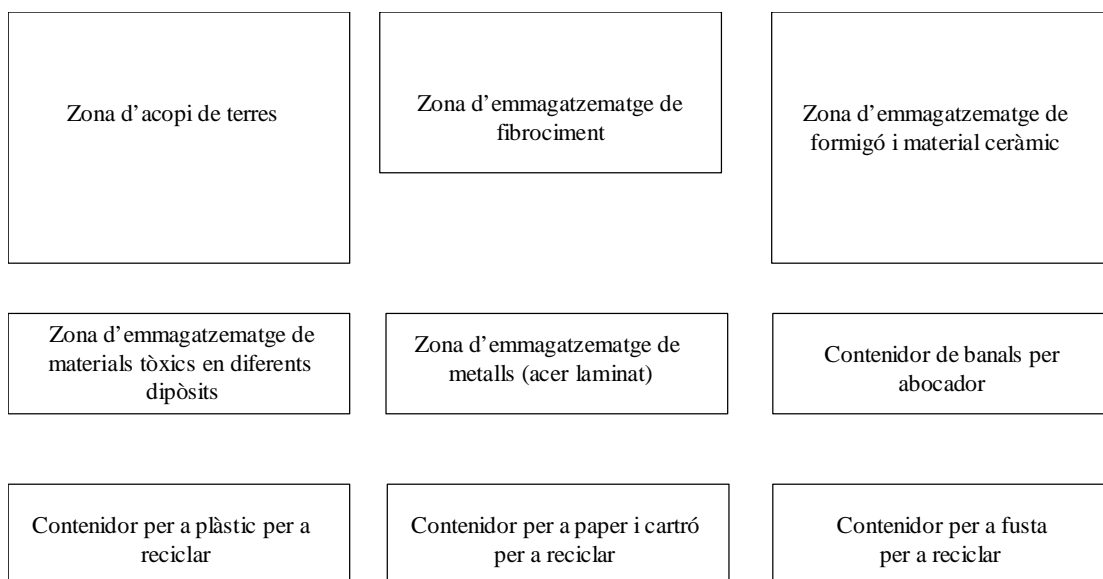 Zona d’acopi de terres
Zona d’emmagatzematge de
fibrociment
Zona d’emmagatzematge de
formigó i material ceràmic
Zona d’emmagatzematge de
materials tòxics en diferents
dipòsits
Zona d’emmagatzematge de
metalls (acer laminat)
Contenidor de banals per
abocador
Contenidor per a plàstic per a
reciclar
Contenidor per a paper i cartró
per a reciclar
Contenidor per a fusta
per a reciclar